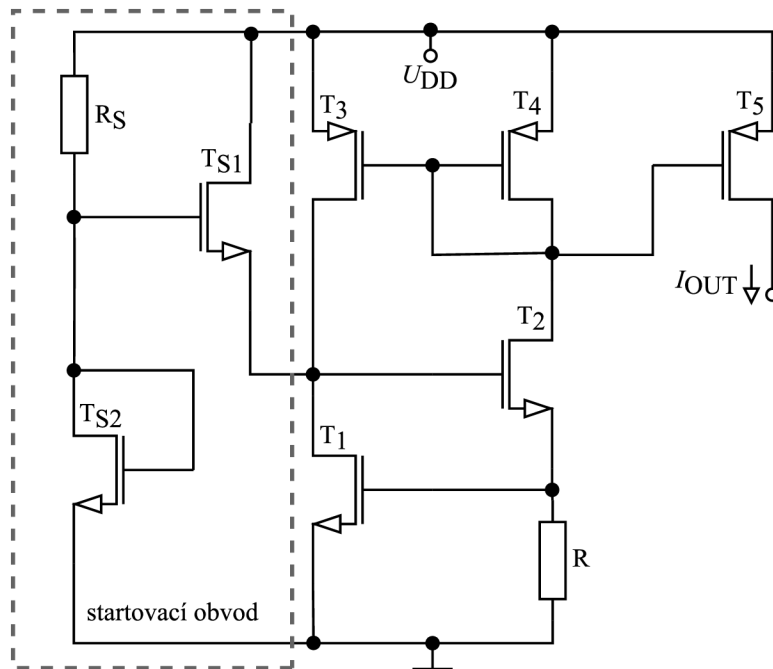 R_S
T_S1
T_S2
startovací obvod
U_DD
T_3
T_4
T_5
I_OUT
T_2
T_1
R